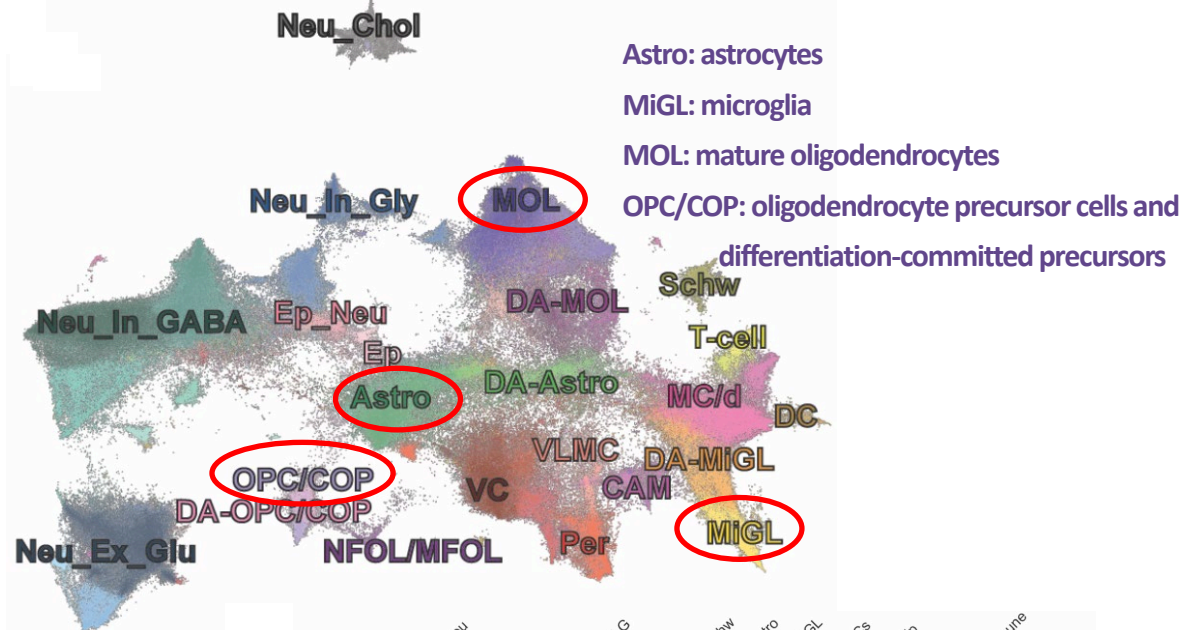 Neu_Chol
Astro: astrocytes
MiGL: microglia
MOL: mature oligodendrocytes
OPC/COP: oligodendrocyte precursor cells and
differentiation-committed precursors
Neu_In_Gly
MOL
Schw
DA-MOL
Neu_In_GABA
Ep_Neu
T-cell
Ep
DA-Astro
Astro
MC/d
DC
VLMC
DA-MiGL
OPC/COP
VC
CAM
DA-OPC/COP
MiGL
Neu_Ex_Glu
NFOL/MFOL
Per